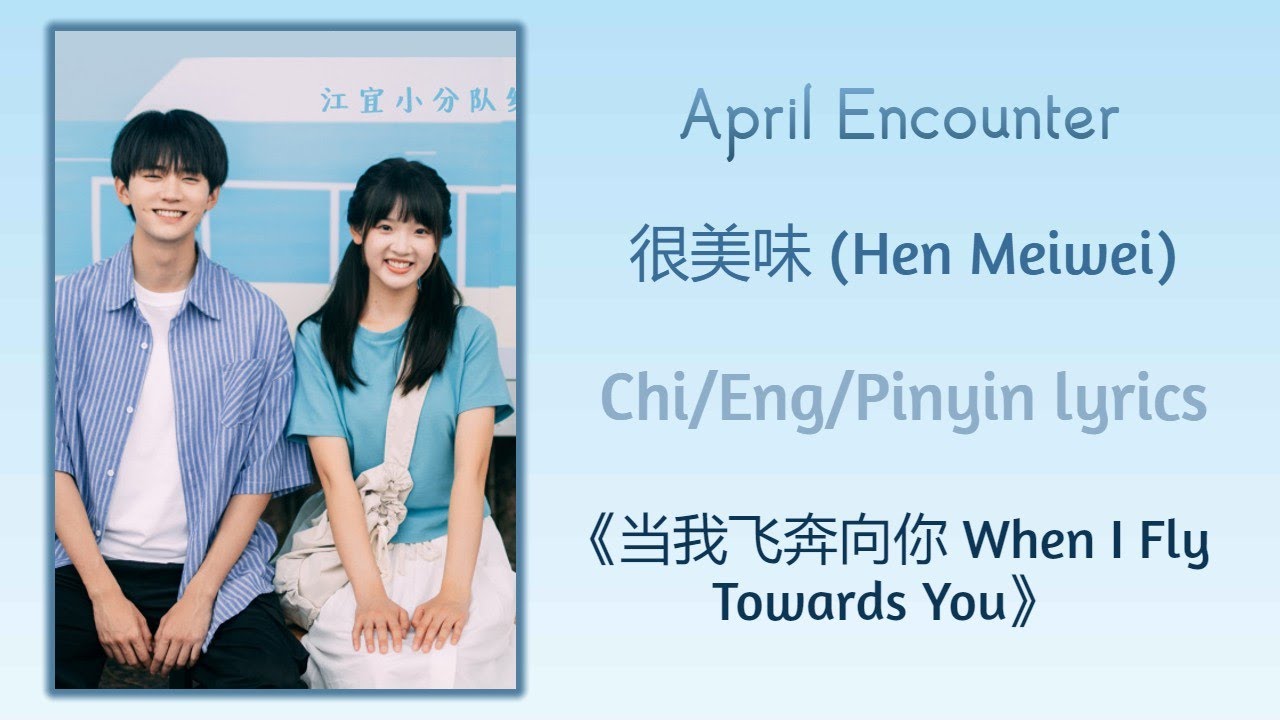 江宜小分队
April Encounter
很美味 (Hen Meiwei)
Chi/Eng/Pinyin lyrics
《当我飞奔向你 When I Fly
Towards You》